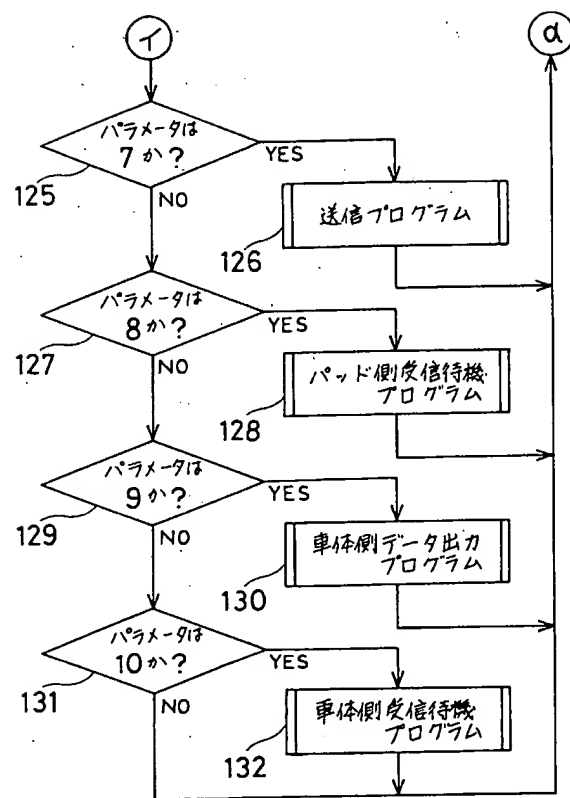 イ
α
パラメータは
7か?
YES
125
NO
送信プログラム
126
パラメータは
8か?
YES
127
NO
パッド側受信待機
プログラム
128
パラメータは
9か?
YES
129
NO
車体側データ出力
プログラム
130
パラメータは
10か?
YES
131
NO
車体側受信待機
プログラム
132